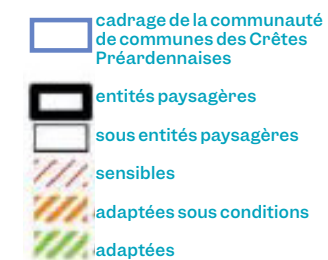 cadrage de la communauté
de communes des Crêtes
Préardennaises
entités paysagères
sous entités paysagères
sensibles
adaptées sous conditions
adaptées